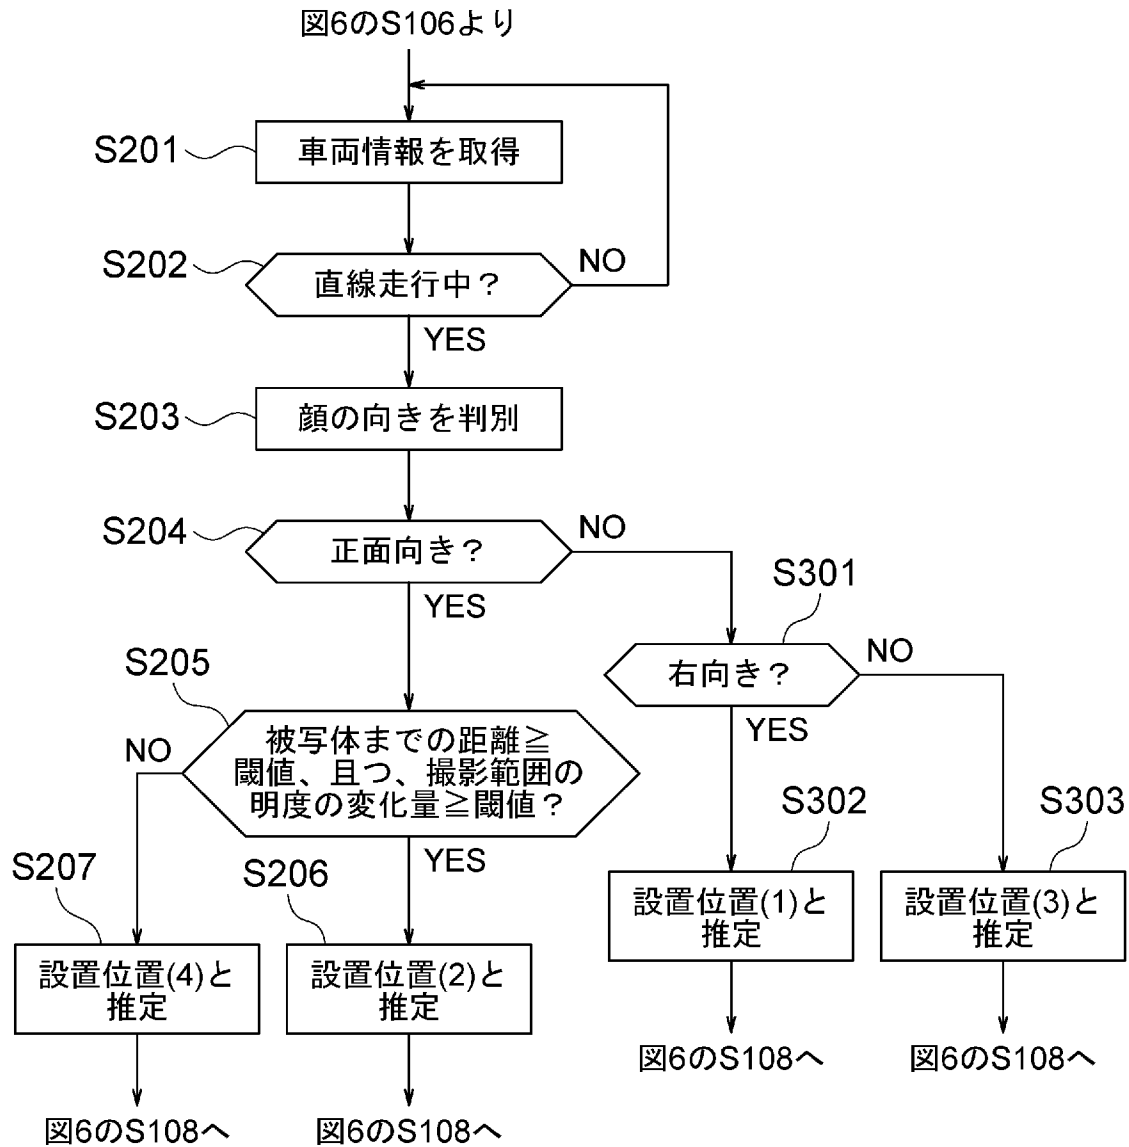 図6のS106より
S201
車両情報を取得
S202
直線走行中？
NO
YES
S203
顔の向きを判別
S204
正面向き？
NO
YES
S301
右向き？
NO
YES
S205
被写体までの距離≧
閾値、且つ、撮影範囲の
明度の変化量≧閾値？
NO
YES
S302
設置位置(1)と
推定
S303
設置位置(3)と
推定
S207
設置位置(4)と
推定
S206
設置位置(2)と
推定
図6のS108へ
図6のS108へ
図6のS108へ
図6のS108へ